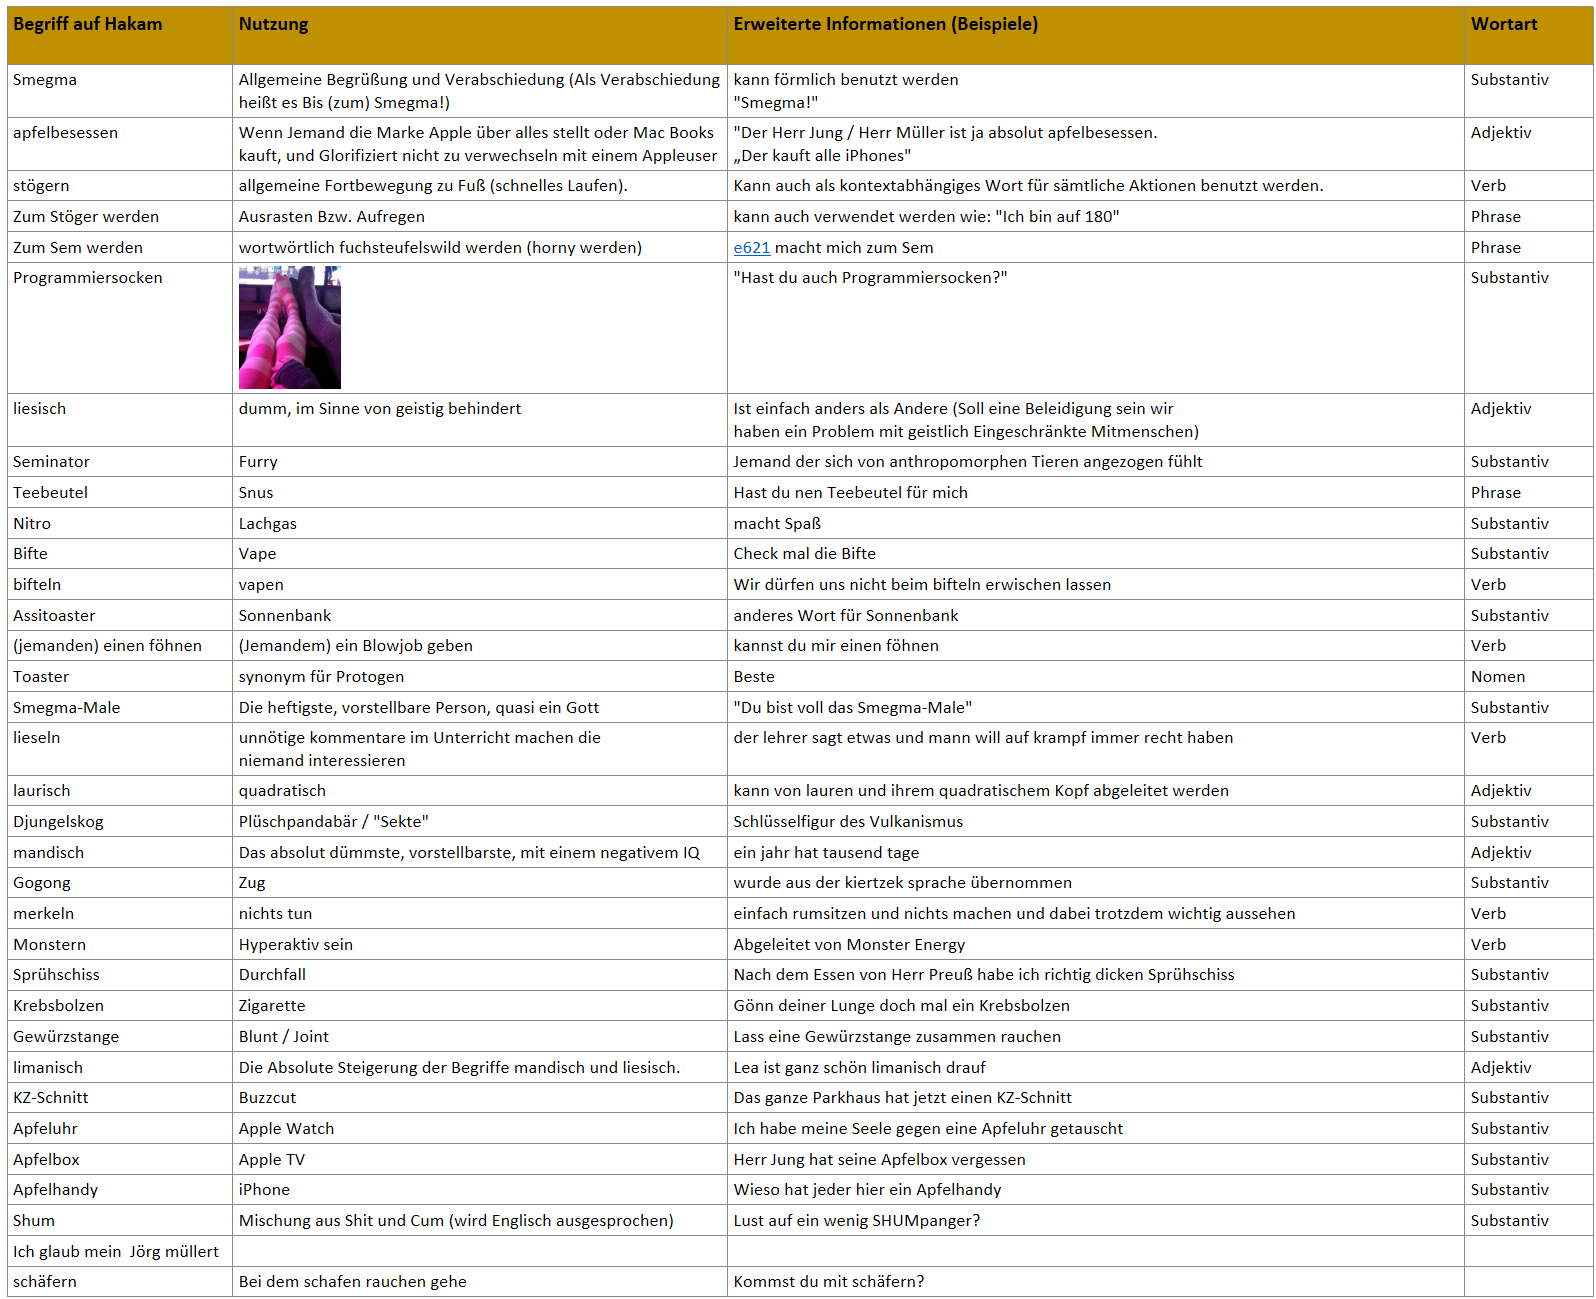 Begriff auf Hakam Nutzung Erweiterte Informationen (Beispiele) Wortart
Smegma Allgemeine Begrüßung und Verabschiedung (Als Verabschiedung kann förmlich benutzt werden Substantiv
heißt es Bis (zum) Smegma!) "Smegma!"
apfelbesessen Wenn Jemand die Marke Apple über alles stellt oder Mac Books "Der Herr Jung / Herr Müller ist ja absolut apfelbesessen. Adjektiv
kauft, und Glorifiziert nicht zu verwechseln mit einem Appleuser „Der kauft alle iPhones"
stögern allgemeine Fortbewegung zu Fuß (schnelles Laufen). Kann auch als kontextabhängiges Wort für sämtliche Aktionen benutzt werden. Verb
Zum Stöger werden Ausrasten Bzw. Aufregen kann auch verwendet werden wie: "Ich bin auf 180" Phrase
Zum Sem werden wortwörtlich fuchsteufelswild werden (horny werden) e621 macht mich zum Sem Phrase
Programmiersocken "Hast du auch Programmiersocken?" Substantiv
liesisch dumm, im Sinne von geistig behindert Ist einfach anders als Andere (Soll eine Beleidigung sein wir Adjektiv
haben ein Problem mit geistlich Eingeschränkte Mitmenschen)
Seminator Furry Jemand der sich von anthropomorphen Tieren angezogen fühlt Substantiv
Teebeutel Snus Hast du nen Teebeutel für mich Phrase
Nitro Lachgas macht Spaß Substantiv
Bifte Vape Check mal die Bifte Substantiv
bifteln vapen Wir dürfen uns nicht beim bifteln erwischen lassen Verb
Assitoaster Sonnenbank anderes Wort für Sonnenbank Substantiv
(jemanden) einen föhnen (Jemandem) ein Blowjob geben kannst du mir einen föhnen Verb
Toaster synonym für Protogen Beste Nomen
Smegma-Male Die heftigste, vorstellbare Person, quasi ein Gott "Du bist voll das Smegma-Male" Substantiv
lieseln unnötige kommentare im Unterricht machen die der lehrer sagt etwas und mann will auf krampf immer recht haben Verb
niemand interessieren
laurisch quadratisch kann von lauren und ihrem quadratischem Kopf abgeleitet werden Adjektiv
Djungelskog Plüschpandabär / "Sekte" Schlüsselfigur des Vulkanismus Substantiv
mandisch Das absolut dümmste, vorstellbarste, mit einem negativem IQ ein jahr hat tausend tage Adjektiv
Gogong Zug wurde aus der kiertzek sprache übernommen Substantiv
merkeln nichts tun einfach rumsitzen und nichts machen und dabei trotzdem wichtig aussehen Verb
Monstern Hyperaktiv sein Abgeleitet von Monster Energy Verb
Sprühschiss Durchfall Nach dem Essen von Herr Preuß habe ich richtig dicken Sprühschiss Substantiv
Krebsbolzen Zigarette Gönn deiner Lunge doch mal ein Krebsbolzen Substantiv
Gewürzstange Blunt / Joint Lass eine Gewürzstange zusammen rauchen Substantiv
limanisch Die Absolute Steigerung der Begriffe mandisch und liesisch. Lea ist ganz schön limanisch drauf Adjektiv
KZ-Schnitt Buzzcut Das ganze Parkhaus hat jetzt einen KZ-Schnitt Substantiv
Apfeluhr Apple Watch Ich habe meine Seele gegen eine Apfeluhr getauscht Substantiv
Apfelbox Apple TV Herr Jung hat seine Apfelbox vergessen Substantiv
Apfelhandy iPhone Wieso hat jeder hier ein Apfelhandy Substantiv
Shum Mischung aus Shit und Cum (wird Englisch ausgesprochen) Lust auf ein wenig SHUMpanger? Substantiv
Ich glaub mein Jörg müllert
schäfern Bei dem schafen rauchen gehe Kommst du mit schäfern?